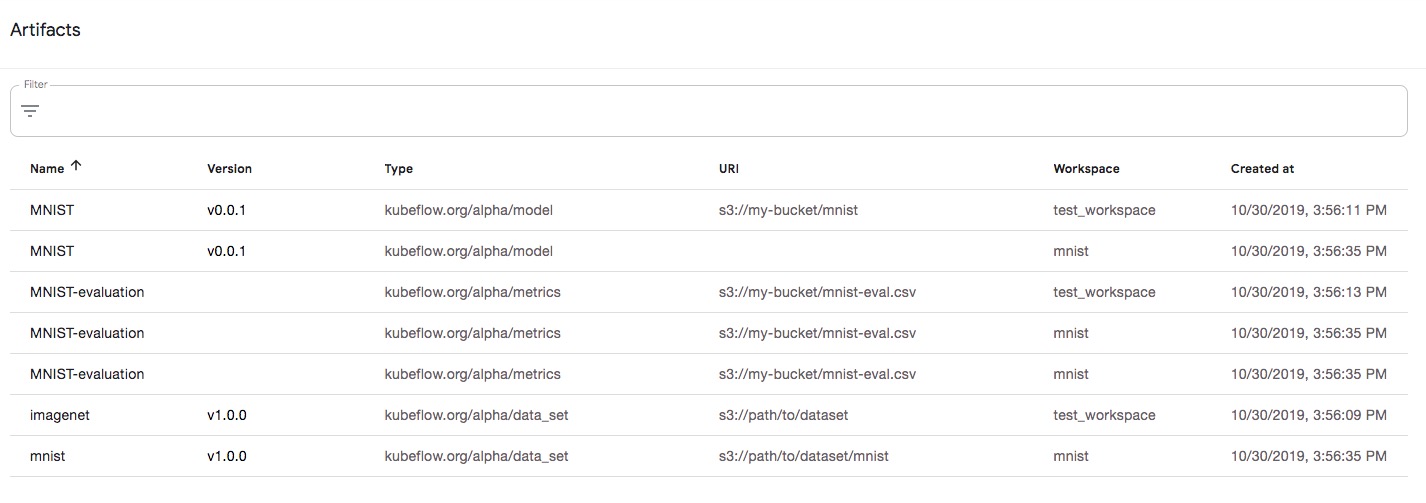 Artifacts
Filter
Name Version Type URI Workspace Created at
MNIST v0.0.1 kubeflow.org/alpha/model s3://my-bucket/mnist test_workspace 10/30/2019, 3:56:11 PM
MNIST v0.0.1 kubeflow.org/alpha/model mnist 10/30/2019, 3:56:35 PM
MNIST-evaluation kubeflow.org/alpha/metrics s3://my-bucket/mnist-eval.csv test_workspace 10/30/2019, 3:56:13 PM
MNIST-evaluation kubeflow.org/alpha/metrics s3://my-bucket/mnist-eval.csv mnist 10/30/2019, 3:56:35 PM
MNIST-evaluation kubeflow.org/alpha/metrics s3://my-bucket/mnist-eval.csv mnist 10/30/2019, 3:56:35 PM
imagenet v1.0.0 kubeflow.org/alpha/data_set s3://path/to/dataset test_workspace 10/30/2019, 3:56:09 PM
mnist v1.0.0 kubeflow.org/alpha/data_set s3://path/to/dataset/mnist mnist 10/30/2019, 3:56:35 PM